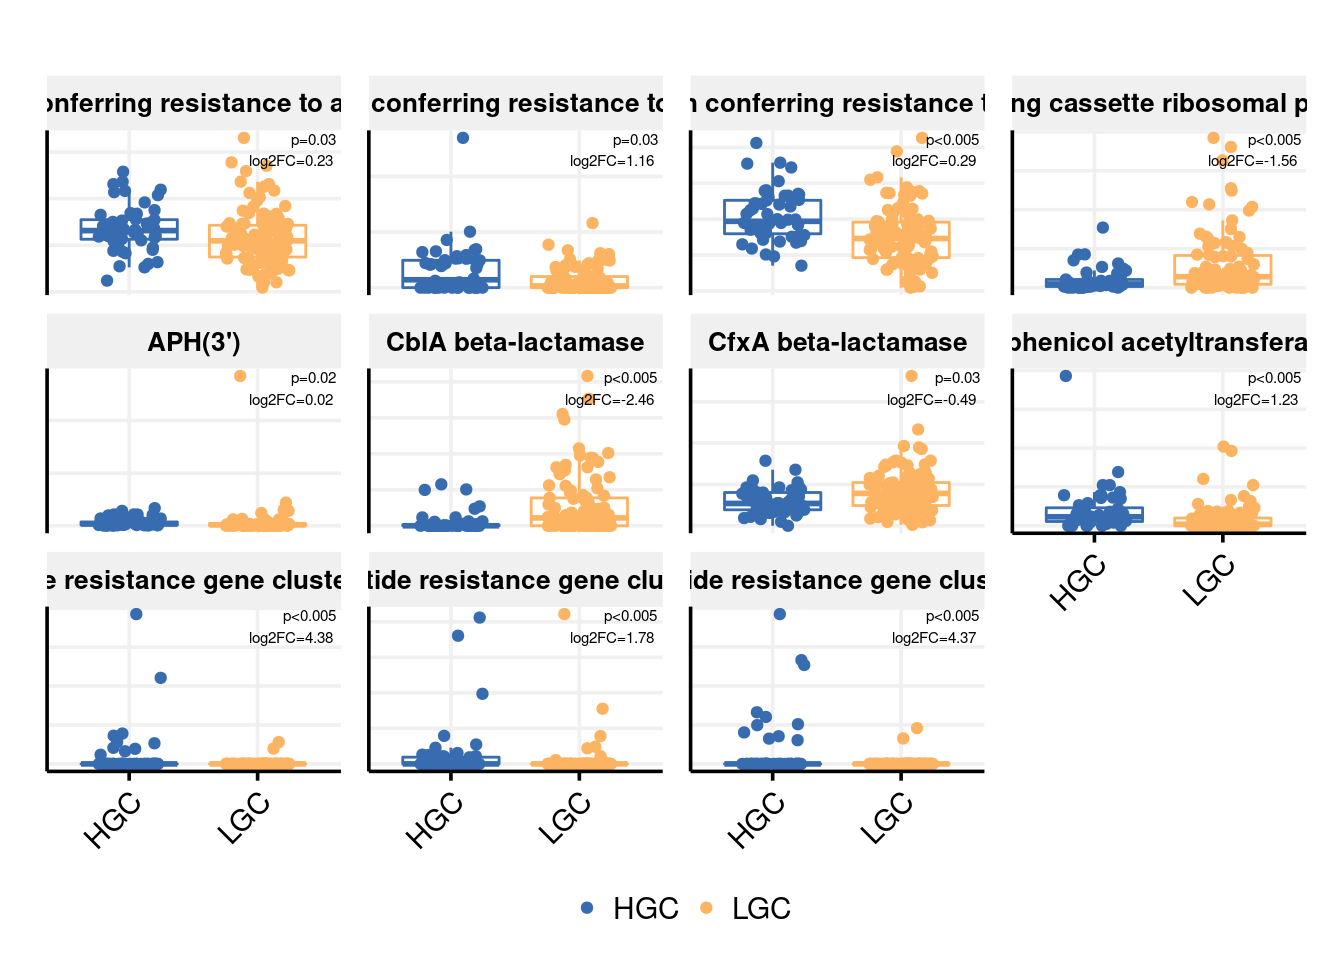 onferring resistance to a
conferring resistance to
n conferring resistance t
ng cassette ribosomal p
p=0.03
log2FC=0.23
p=0.03
log2FC=1.16
p<0.005
log2FC=0.29
p<0.005
log2FC=-1.56
APH(3')
CblA beta-lactamase
CfxA beta-lactamase
phenicol acetyltransfera
p=0.02
log2FC=0.02
p<0.005
log2FC=-2.46
p=0.03
log2FC=-0.49
p<0.005
log2FC=1.23
HGC
LGC
e resistance gene cluste
tide resistance gene clu
ide resistance gene clus
p<0.005
log2FC=4.38
p<0.005
log2FC=1.78
p<0.005
log2FC=4.37
HGC
LGC
HGC
LGC
HGC
LGC
HGC LGC